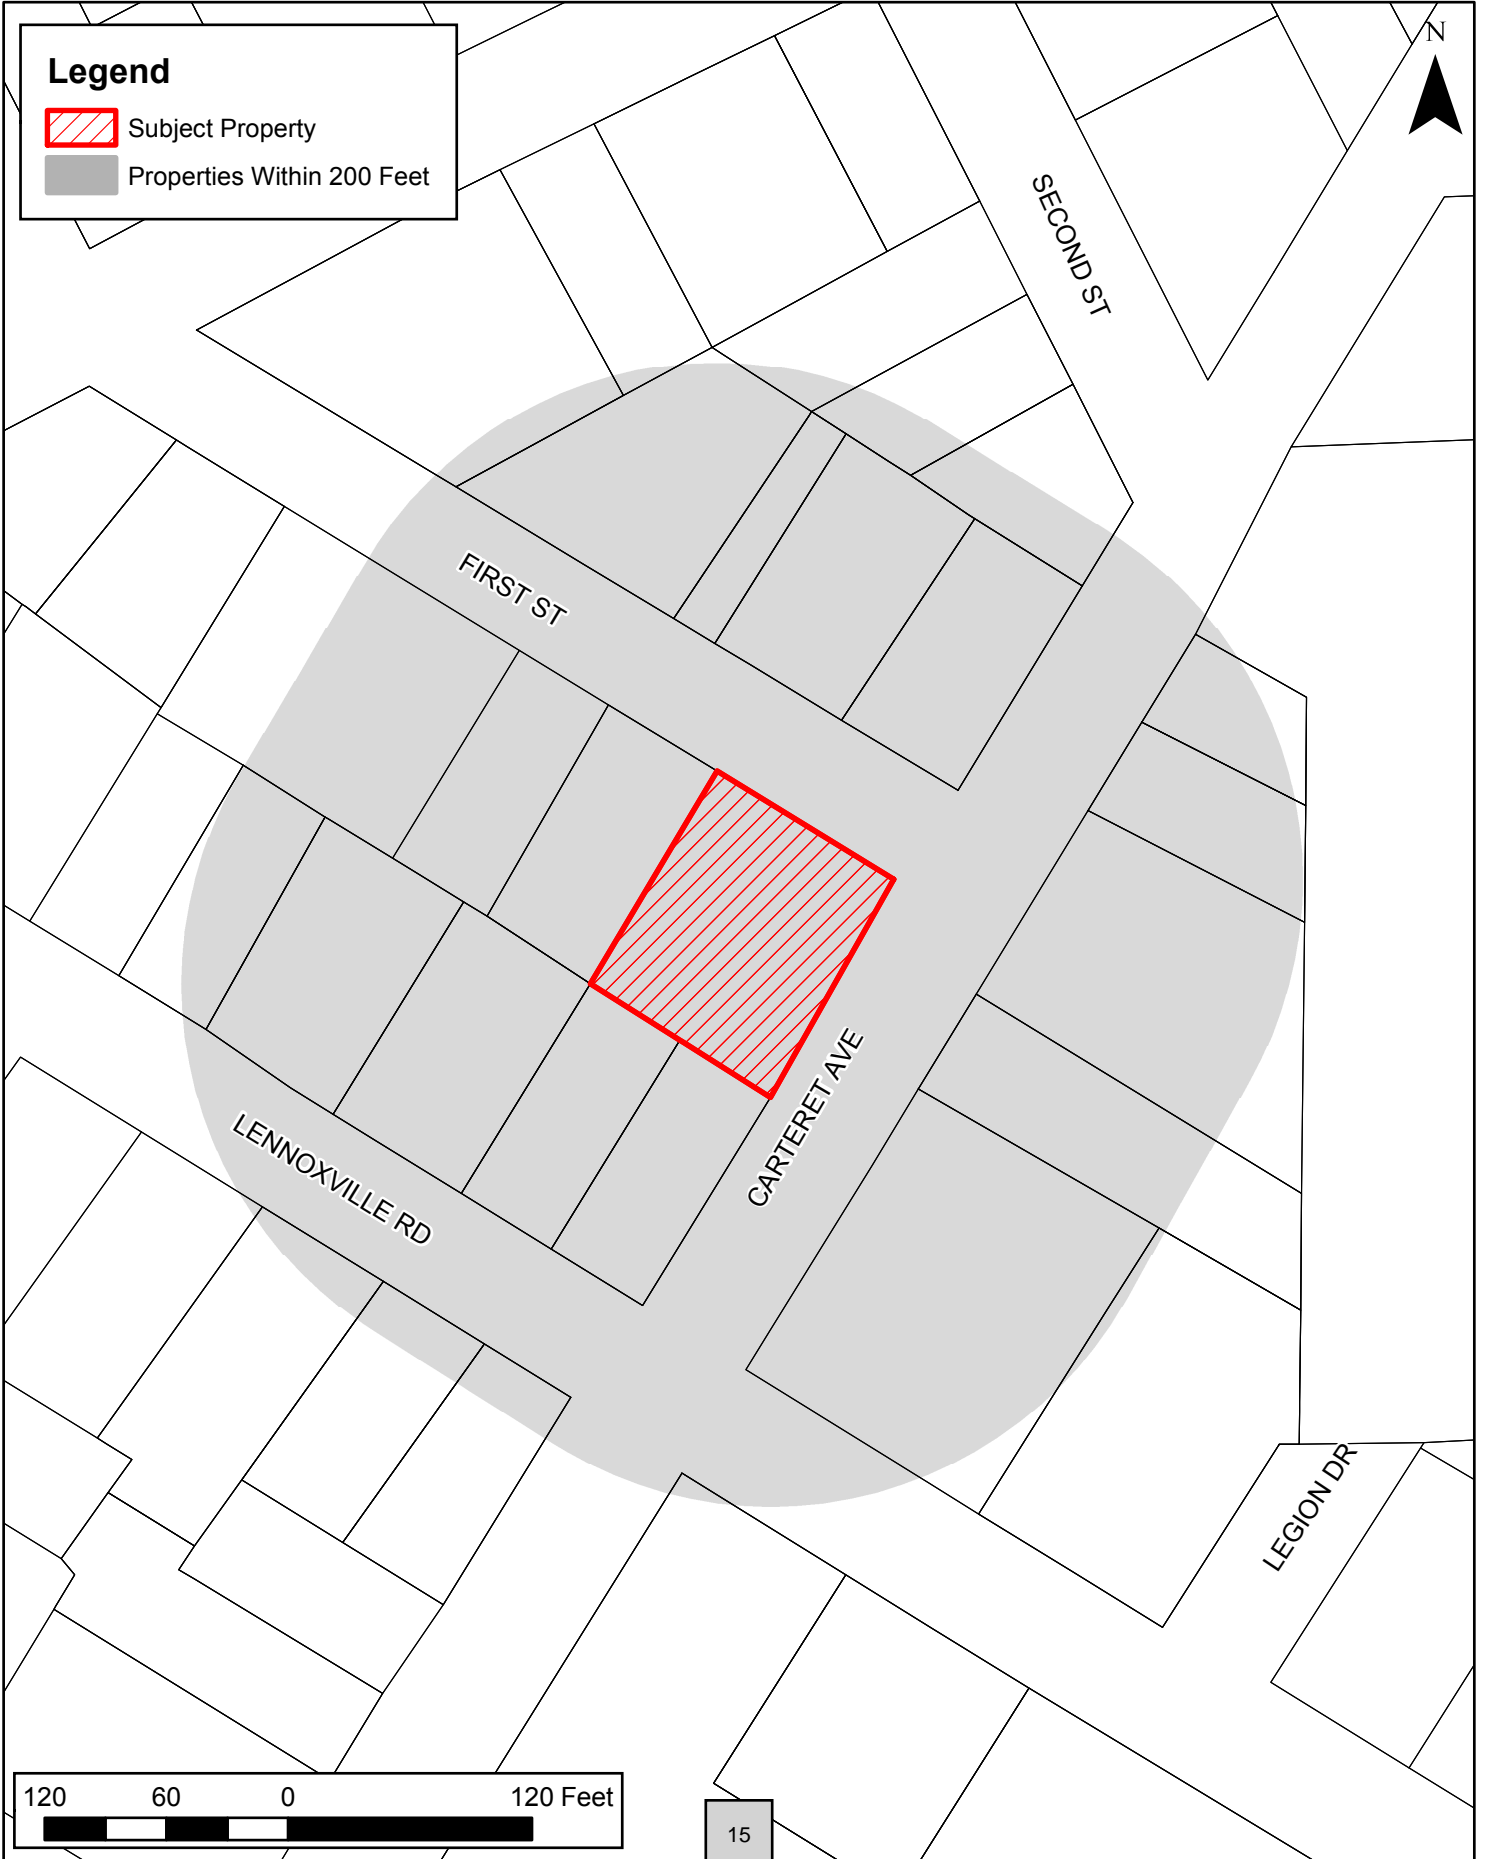 N
Legend
Subject Property
Properties Within 200 Feet
SECOND ST
FIRST ST
CARTERET AVE
LENNOXVILLE RD
LEGION DR
120 60 0 120 Feet
15